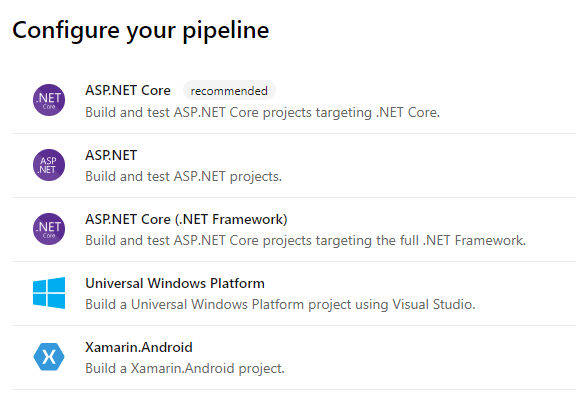 Configure your pipeline
.NET Core
ASP.NET Core recommended
Build and test ASP.NET Core projects targeting .NET Core.
ASP .NET
ASP.NET
Build and test ASP.NET projects.
.NET Core
ASP.NET Core (.NET Framework)
Build and test ASP.NET Core projects targeting the full .NET Framework.
Universal Windows Platform
Build a Universal Windows Platform project using Visual Studio.
Xamarin.Android
Build a Xamarin.Android project.